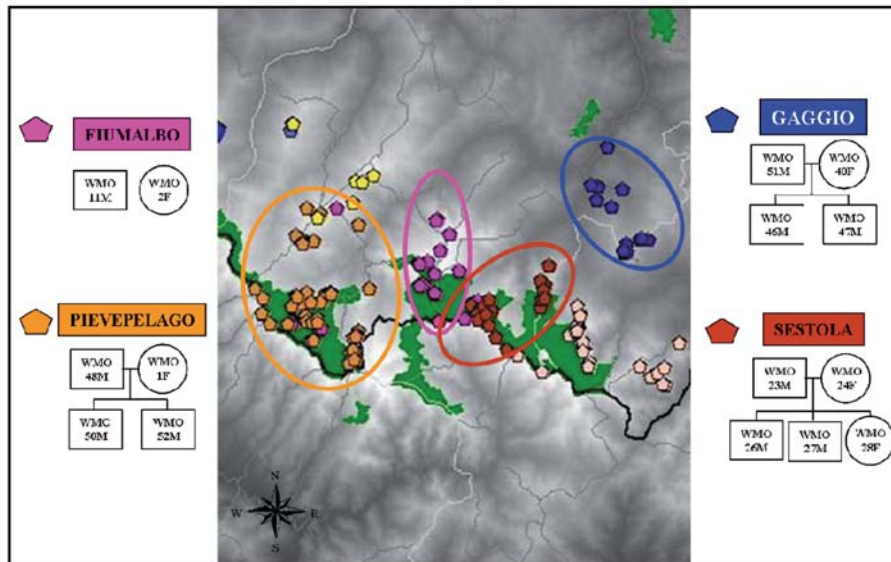 FIUMALBO
WMO
11M
WMO
2F
PIEVEPELAGO
WMO
48M
WMO
1F
WMC
50M
WMO
52M
N
W
E
S
GAGGIO
WMO
51M
WMO
40F
WMO
46M
WMO
47M
SESTOLA
WMO
23M
WMO
24F
WMO
26M
WMO
27M
WMO
28F